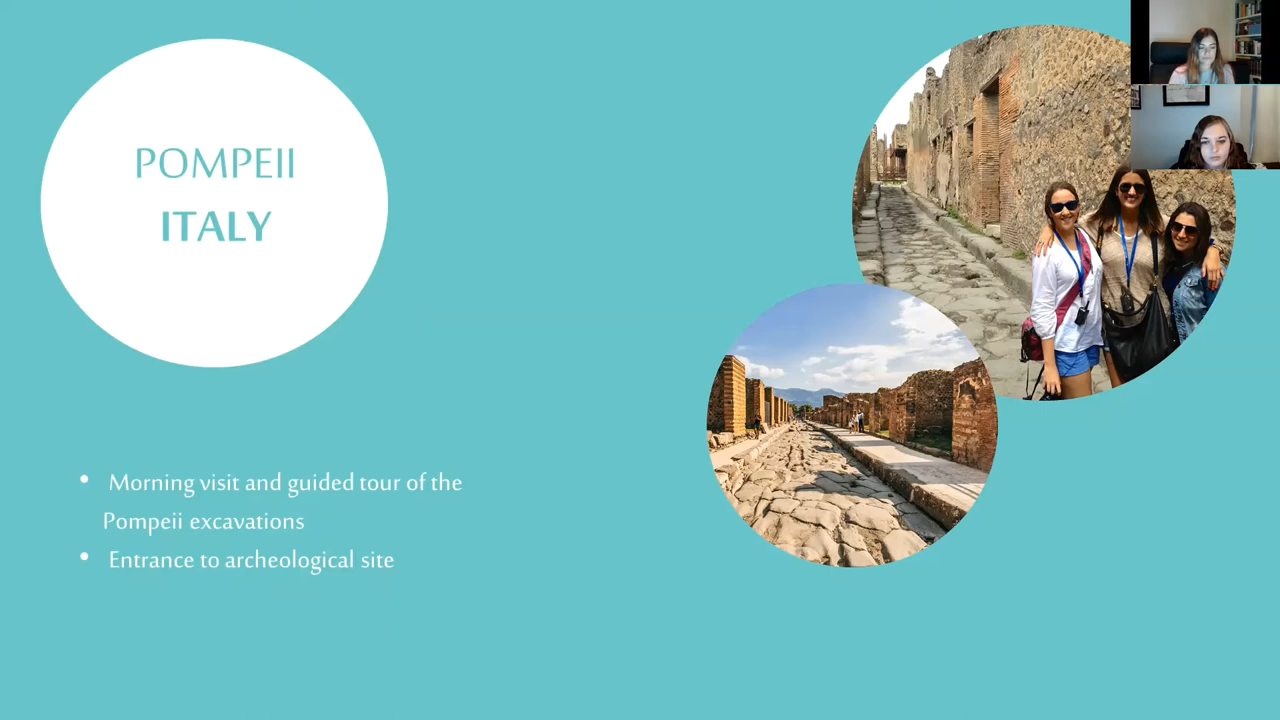 POMPEII
ITALY
• Morning visit and guided tour of the
Pompeii excavations
• Entrance to archeological site